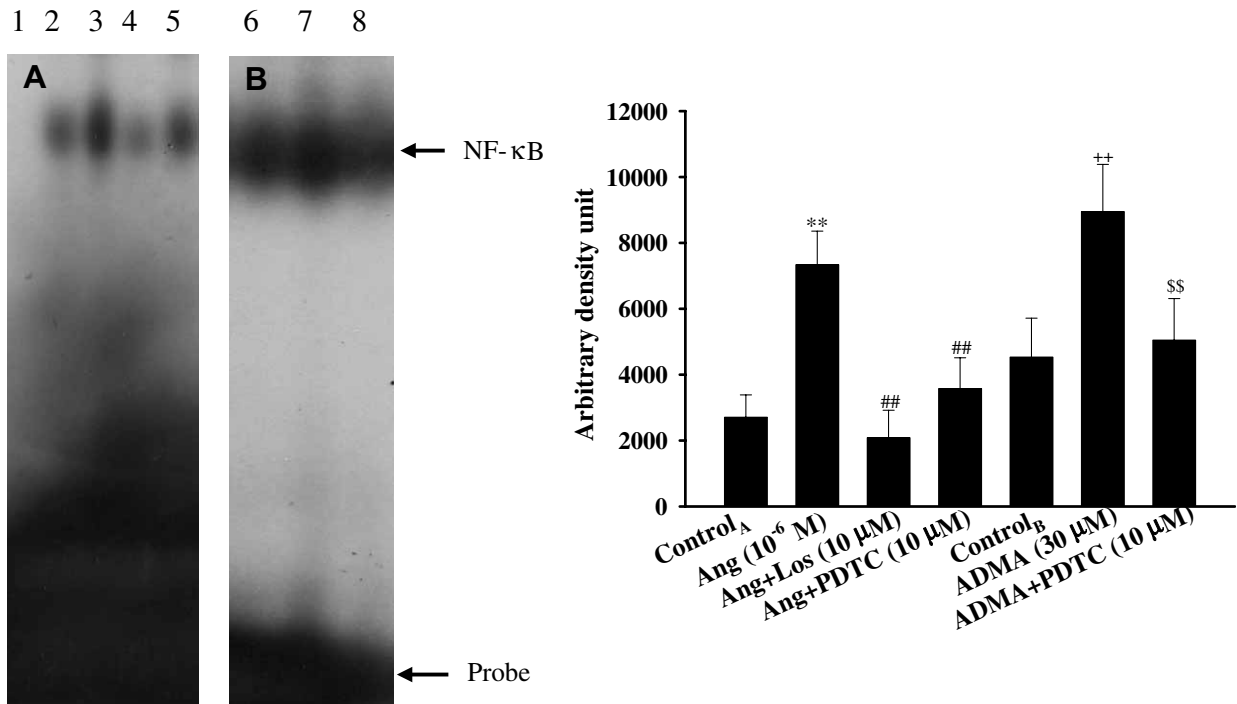 1 2 3 4 5 6 7 8
A
B
NF-κB
Probe
Arbitrary density unit
12000
10000
8000
6000
4000
2000
0
**
##
##
++
$$
Control_A
Ang (10⁻⁶ M)
Ang+Los (10 μM)
Ang+PDTC (10 μM)
Control_B
ADMA (30 μM)
ADMA+PDTC (10 μM)